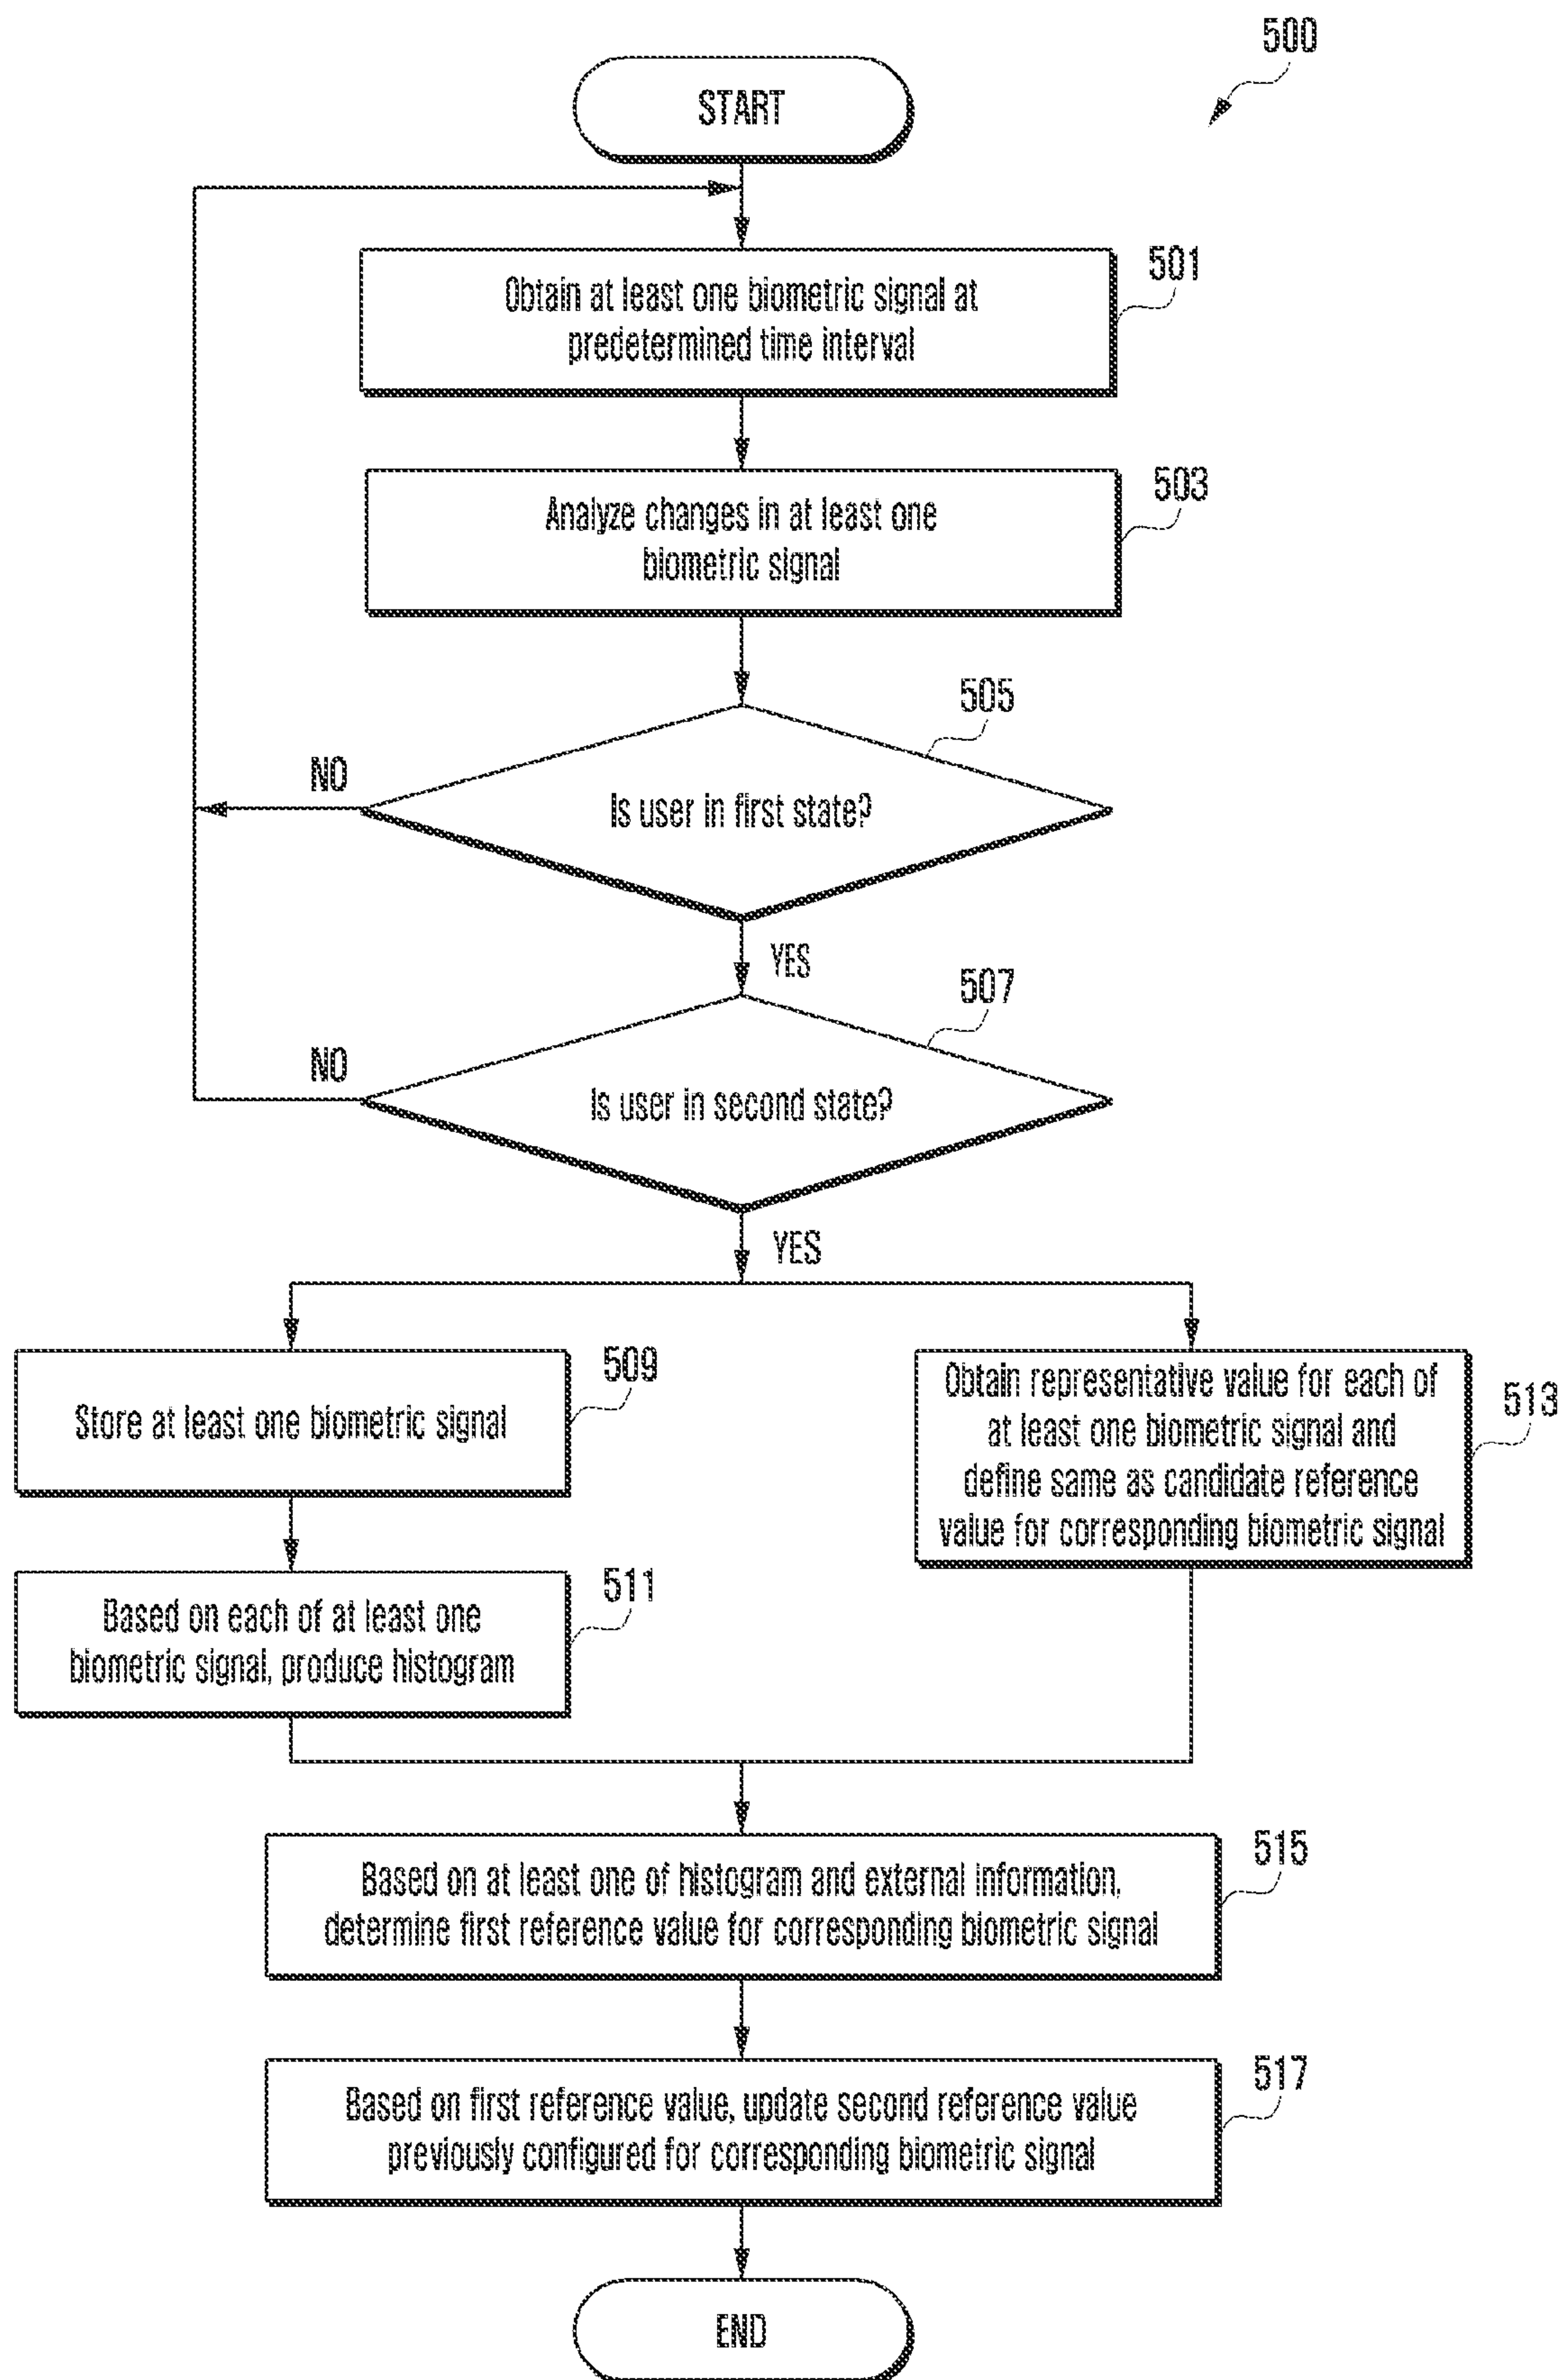 500
START
501
Obtain at least one biometric signal at
predetermined time interval
503
Analyze changes in at least one
biometric signal
505
NO
Is user in first state?
YES
507
NO
Is user in second state?
YES
509
Store at least one biometric signal
513
Obtain representative value for each of
at least one biometric signal and
define same as candidate reference
value for corresponding biometric signal
511
Based on each of at least one
biometric signal, produce histogram
515
Based on at least one of histogram and external information,
determine first reference value for corresponding biometric signal
517
Based on first reference value, update second reference value
previously configured for corresponding biometric signal
END